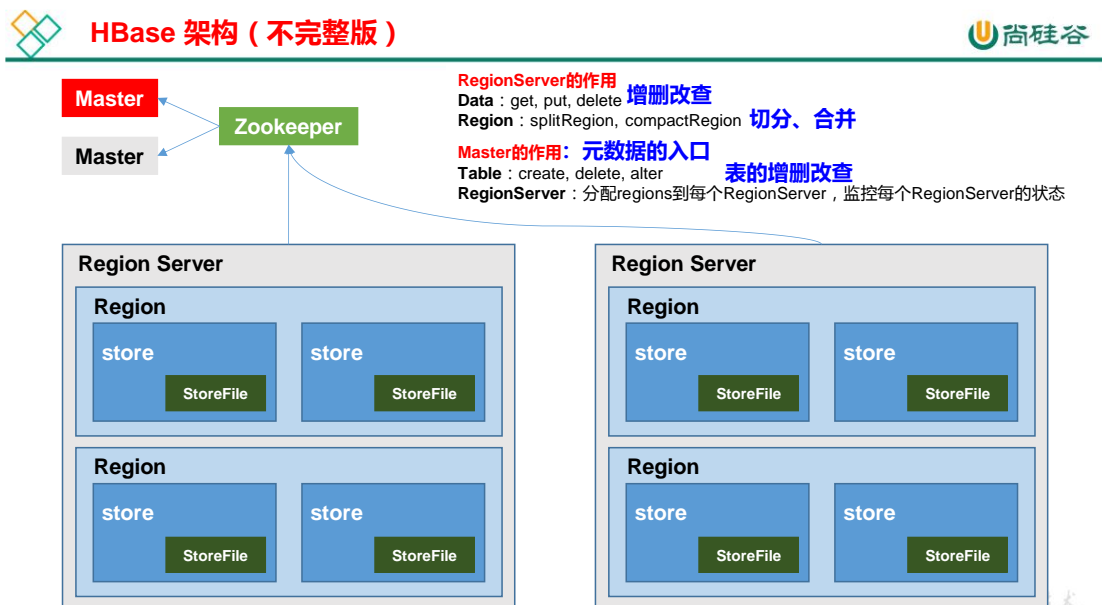 HBase 架构（不完整版）
尚硅谷
Master
Master
Zookeeper
RegionServer的作用
Data：get, put, delete 增删改查
Region：splitRegion, compactRegion 切分、合并
Master的作用：元数据的入口
Table：create, delete, alter 表的增删改查
RegionServer：分配regions到每个RegionServer，监控每个RegionServer的状态
Region Server
Region
store
StoreFile
store
StoreFile
Region
store
StoreFile
store
StoreFile
Region Server
Region
store
StoreFile
store
StoreFile
Region
store
StoreFile
store
StoreFile